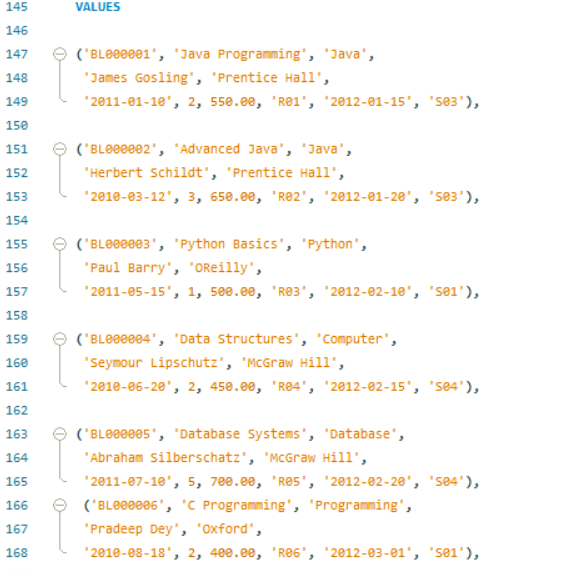 145 VALUES
146
147 ('BL000001', 'Java Programming', 'Java',
148 'James Gosling', 'Prentice Hall',
149 '2011-01-10', 2, 550.00, 'R01', '2012-01-15', 'S03'),
150
151 ('BL000002', 'Advanced Java', 'Java',
152 'Herbert Schildt', 'Prentice Hall',
153 '2010-03-12', 3, 650.00, 'R02', '2012-01-20', 'S03'),
154
155 ('BL000003', 'Python Basics', 'Python',
156 'Paul Barry', 'OReilly',
157 '2011-05-15', 1, 500.00, 'R03', '2012-02-10', 'S01'),
158
159 ('BL000004', 'Data Structures', 'Computer',
160 'Seymour Lipschutz', 'McGraw Hill',
161 '2010-06-20', 2, 450.00, 'R04', '2012-02-15', 'S04'),
162
163 ('BL000005', 'Database Systems', 'Database',
164 'Abraham Silberschatz', 'McGraw Hill',
165 '2011-07-10', 5, 700.00, 'R05', '2012-02-20', 'S04'),
166 ('BL000006', 'C Programming', 'Programming',
167 'Pradeep Dey', 'Oxford',
168 '2010-08-18', 2, 400.00, 'R06', '2012-03-01', 'S01'),